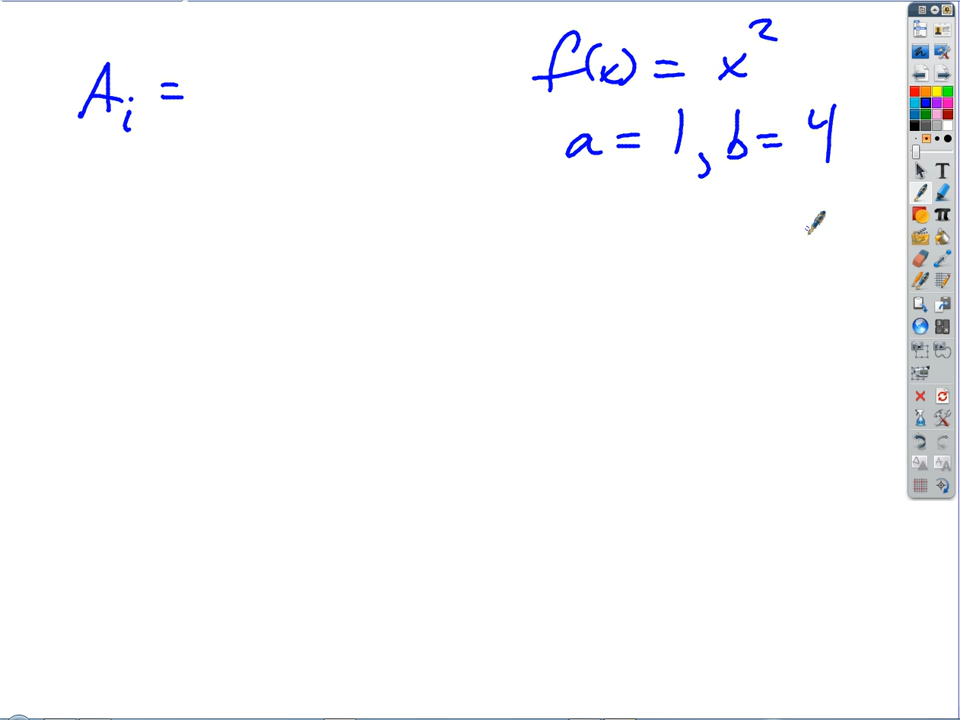 f(x) = x²
Aᵢ =
a = 1, b = 4